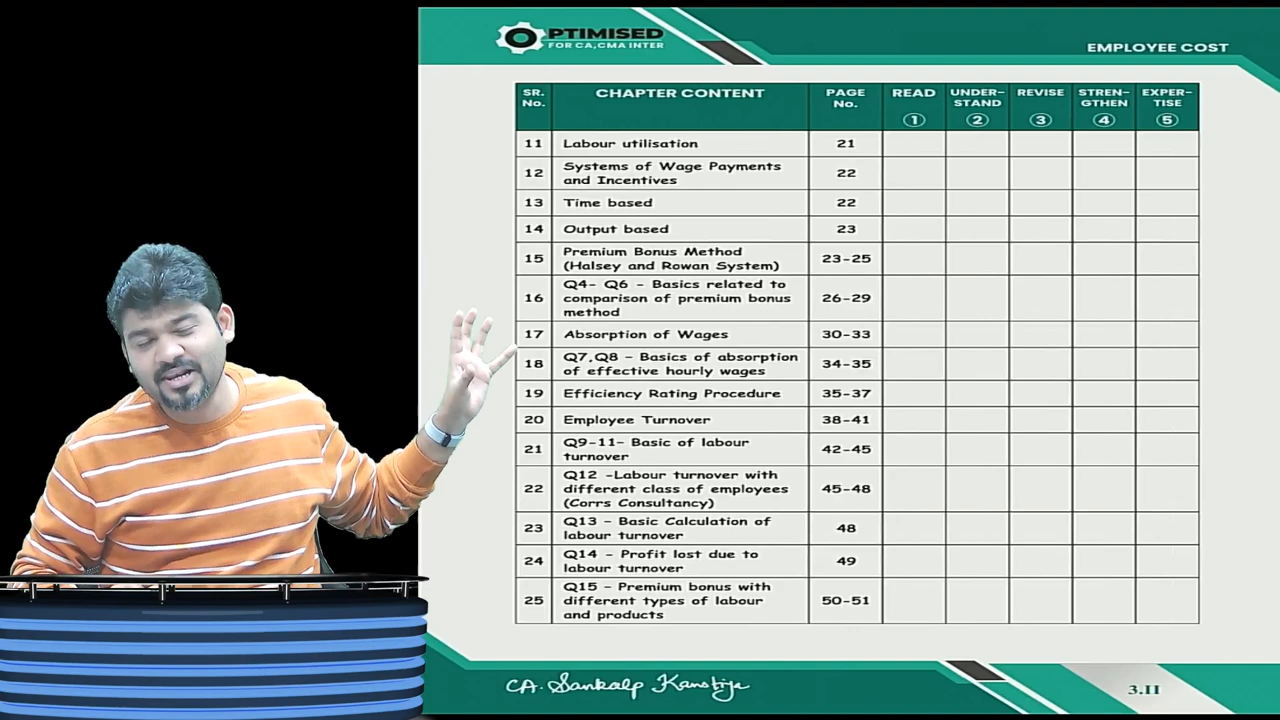 OPTIMISED
FOR CA,CMA INTER
EMPLOYEE COST
SR. No. CHAPTER CONTENT PAGE No. READ ① UNDER-STAND ② REVISE ③ STREN-GTHEN ④ EXPER-TISE ⑤
11 Labour utilisation 21
12 Systems of Wage Payments and Incentives 22
13 Time based 22
14 Output based 23
15 Premium Bonus Method (Halsey and Rowan System) 23-25
16 Q4- Q6 - Basics related to comparison of premium bonus method 26-29
17 Absorption of Wages 30-33
18 Q7,Q8 - Basics of absorption of effective hourly wages 34-35
19 Efficiency Rating Procedure 35-37
20 Employee Turnover 38-41
21 Q9-11- Basic of labour turnover 42-45
22 Q12 -Labour turnover with different class of employees (Corrs Consultancy) 45-48
23 Q13 - Basic Calculation of labour turnover 48
24 Q14 - Profit lost due to labour turnover 49
25 Q15 - Premium bonus with different types of labour and products 50-51
CA. Sankalp Kanstiya
3.II